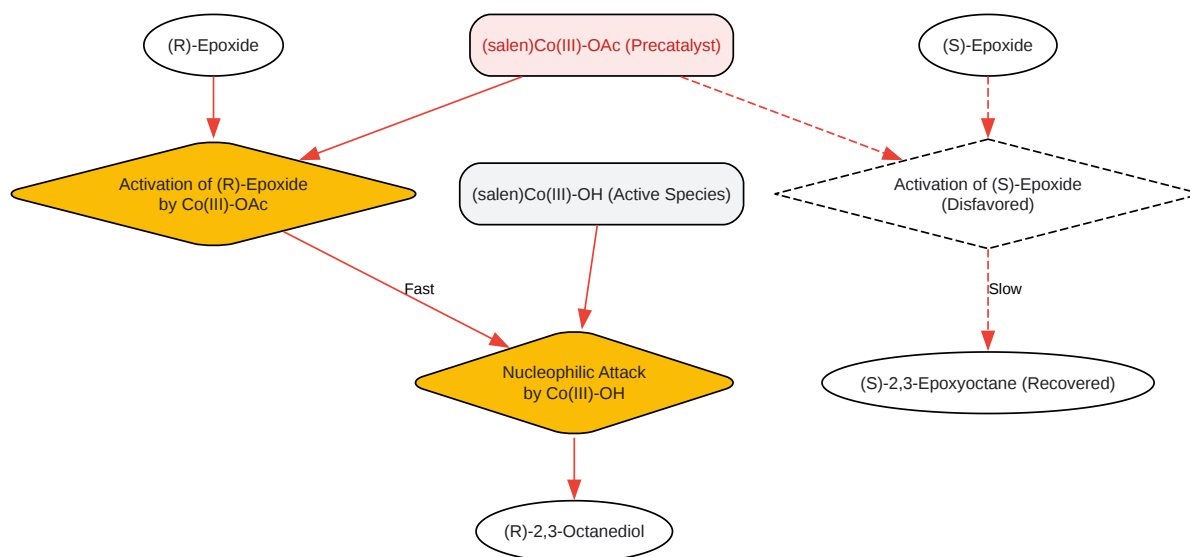 (R)-Epoxide
(salen)Co(III)-OAc (Precatalyst)
(S)-Epoxide
Activation of (R)-Epoxide
by Co(III)-OAc
(salen)Co(III)-OH (Active Species)
Activation of (S)-Epoxide
(Disfavored)
Fast
Slow
Nucleophilic Attack
by Co(III)-OH
(S)-2,3-Epoxyoctane (Recovered)
(R)-2,3-Octanediol